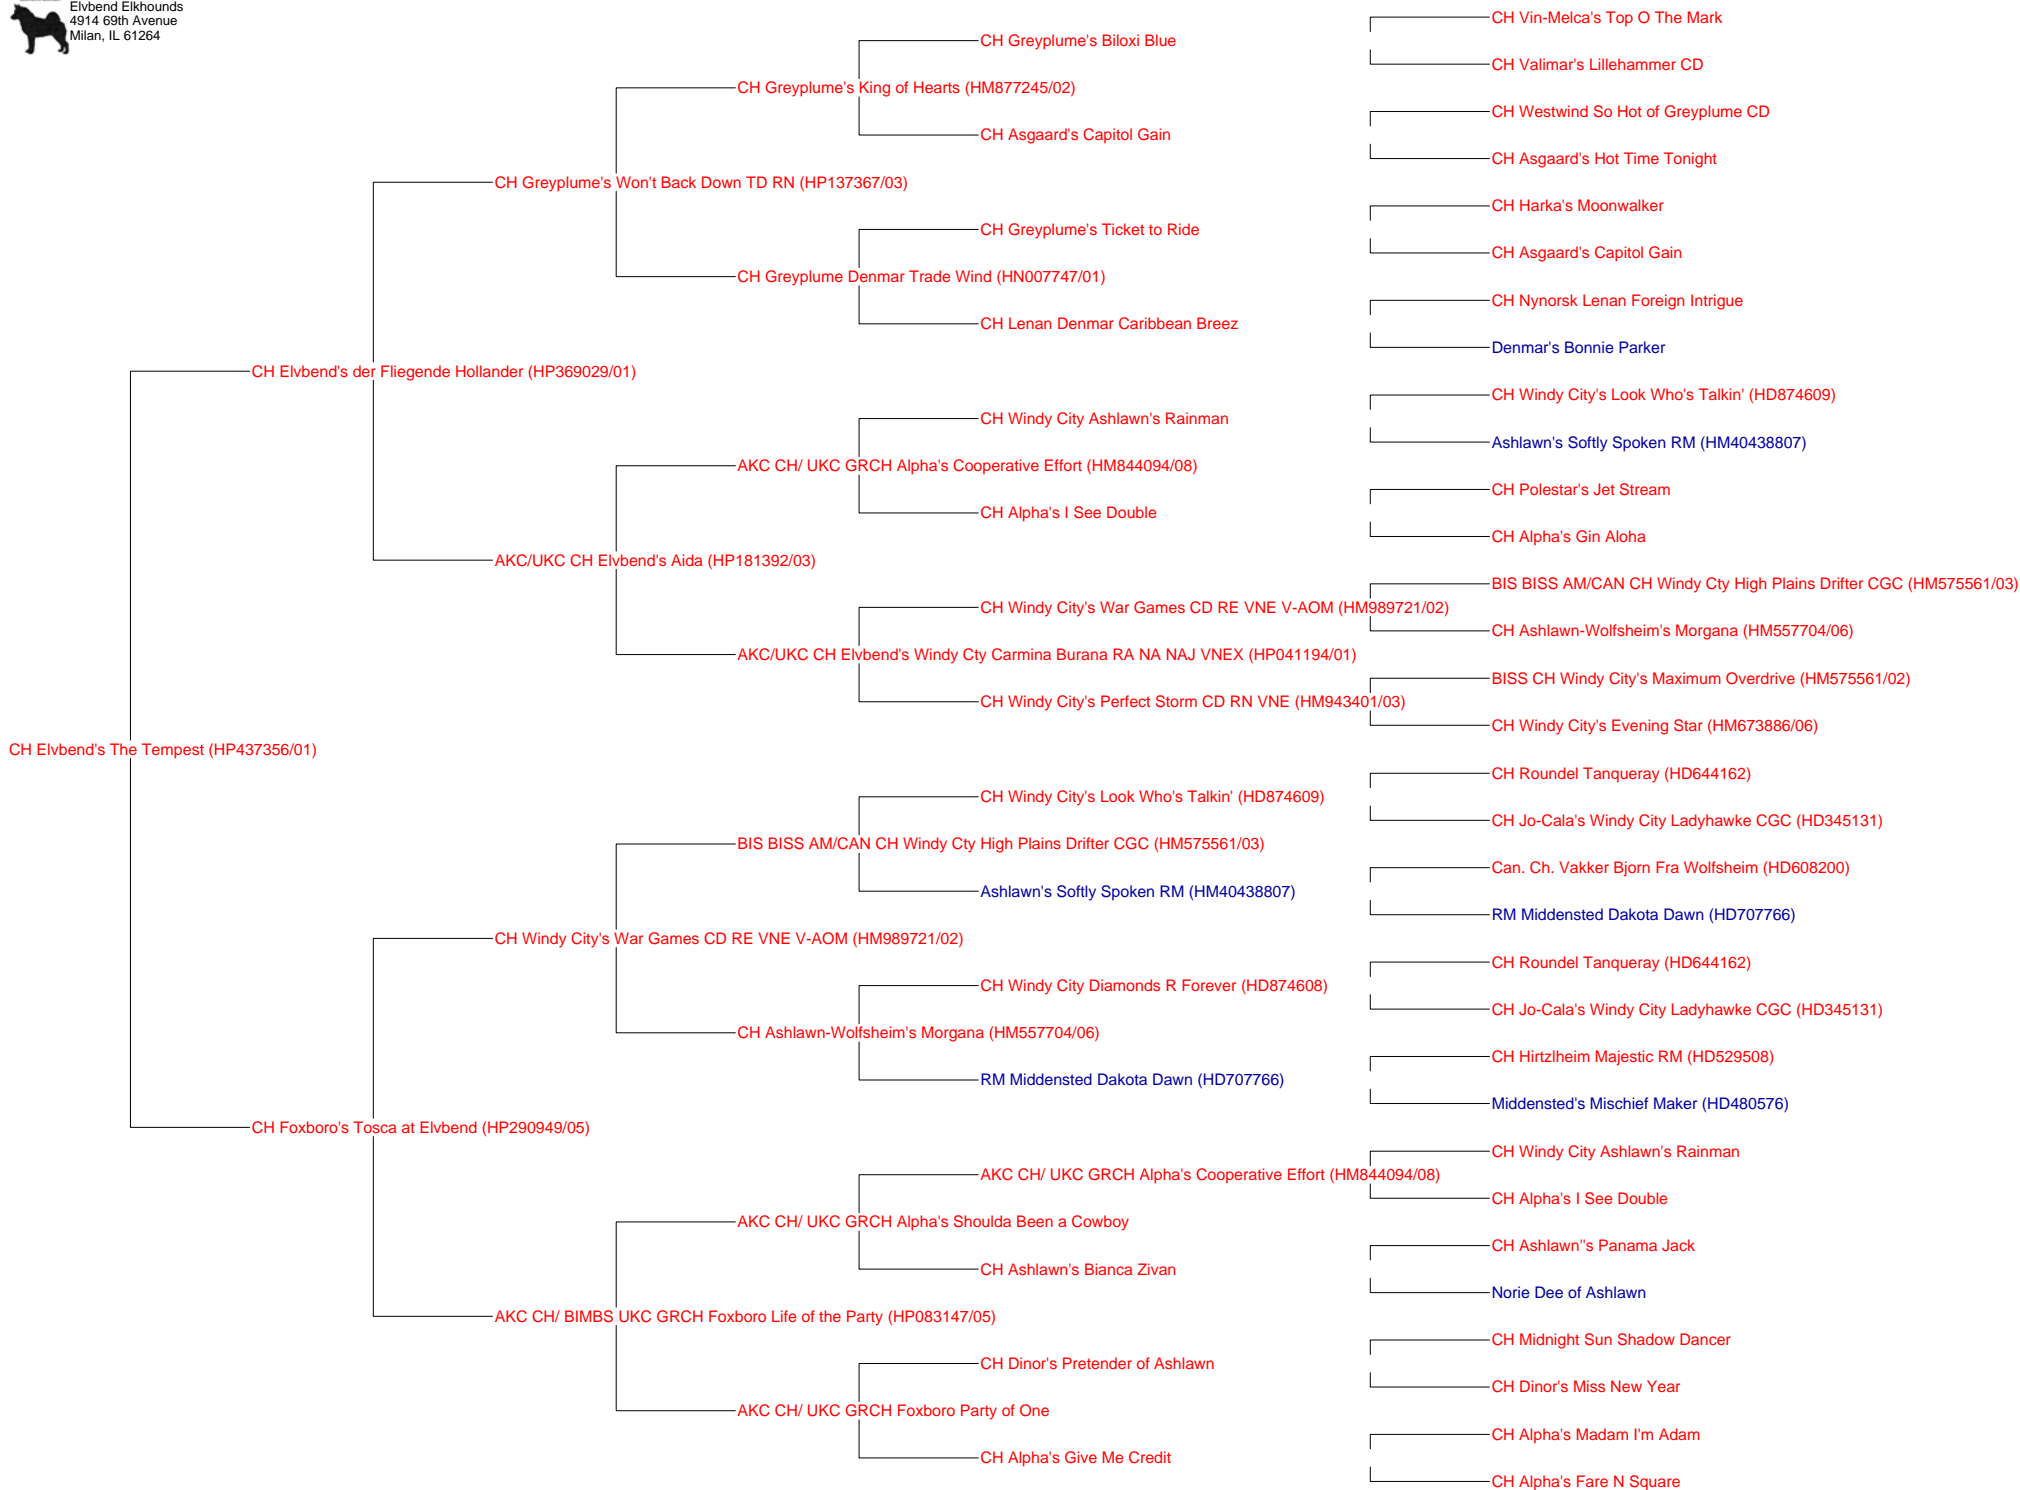 Elvbend Elkhounds
4914 69th Avenue
Milan, IL 61264
CH Vin-Melca's Top O The Mark
CH Greyplume's Biloxi Blue
CH Valimar's Lillehammer CD
CH Greyplume's King of Hearts (HM877245/02)
CH Westwind So Hot of Greyplume CD
CH Asgaard's Capitol Gain
CH Asgaard's Hot Time Tonight
CH Greyplume's Won't Back Down TD RN (HP137367/03)
CH Harka's Moonwalker
CH Greyplume's Ticket to Ride
CH Asgaard's Capitol Gain
CH Greyplume Denmar Trade Wind (HN007747/01)
CH Nynorsk Lenan Foreign Intrigue
CH Lenan Denmar Caribbean Breez
Denmar's Bonnie Parker
CH Elvbend's der Fliegende Hollander (HP369029/01)
CH Windy City's Look Who's Talkin' (HD874609)
CH Windy City Ashlawn's Rainman
Ashlawn's Softly Spoken RM (HM40438807)
AKC CH/ UKC GRCH Alpha's Cooperative Effort (HM844094/08)
CH Polestar's Jet Stream
CH Alpha's I See Double
CH Alpha's Gin Aloha
AKC/UKC CH Elvbend's Aida (HP181392/03)
BIS BISS AM/CAN CH Windy Cty High Plains Drifter CGC (HM575561/03)
CH Windy City's War Games CD RE VNE V-AOM (HM989721/02)
CH Ashlawn-Wolfsheim's Morgana (HM557704/06)
AKC/UKC CH Elvbend's Windy Cty Carmina Burana RA NA NAJ VNEX (HP041194/01)
BISS CH Windy City's Maximum Overdrive (HM575561/02)
CH Windy City's Perfect Storm CD RN VNE (HM943401/03)
CH Windy City's Evening Star (HM673886/06)
CH Elvbend's The Tempest (HP437356/01)
CH Roundel Tanqueray (HD644162)
CH Windy City's Look Who's Talkin' (HD874609)
CH Jo-Cala's Windy City Ladyhawke CGC (HD345131)
BIS BISS AM/CAN CH Windy Cty High Plains Drifter CGC (HM575561/03)
Can. Ch. Vakker Bjorn Fra Wolfsheim (HD608200)
Ashlawn's Softly Spoken RM (HM40438807)
RM Middensted Dakota Dawn (HD707766)
CH Windy City's War Games CD RE VNE V-AOM (HM989721/02)
CH Roundel Tanqueray (HD644162)
CH Windy City Diamonds R Forever (HD874608)
CH Jo-Cala's Windy City Ladyhawke CGC (HD345131)
CH Ashlawn-Wolfsheim's Morgana (HM557704/06)
CH Hirtzlheim Majestic RM (HD529508)
RM Middensted Dakota Dawn (HD707766)
Middensted's Mischief Maker (HD480576)
CH Foxboro's Tosca at Elvbend (HP290949/05)
CH Windy City Ashlawn's Rainman
AKC CH/ UKC GRCH Alpha's Cooperative Effort (HM844094/08)
CH Alpha's I See Double
AKC CH/ UKC GRCH Alpha's Shoulda Been a Cowboy
CH Ashlawn''s Panama Jack
CH Ashlawn's Bianca Zivan
Norie Dee of Ashlawn
AKC CH/ BIMBS UKC GRCH Foxboro Life of the Party (HP083147/05)
CH Midnight Sun Shadow Dancer
CH Dinor's Pretender of Ashlawn
CH Dinor's Miss New Year
AKC CH/ UKC GRCH Foxboro Party of One
CH Alpha's Madam I'm Adam
CH Alpha's Give Me Credit
CH Alpha's Fare N Square